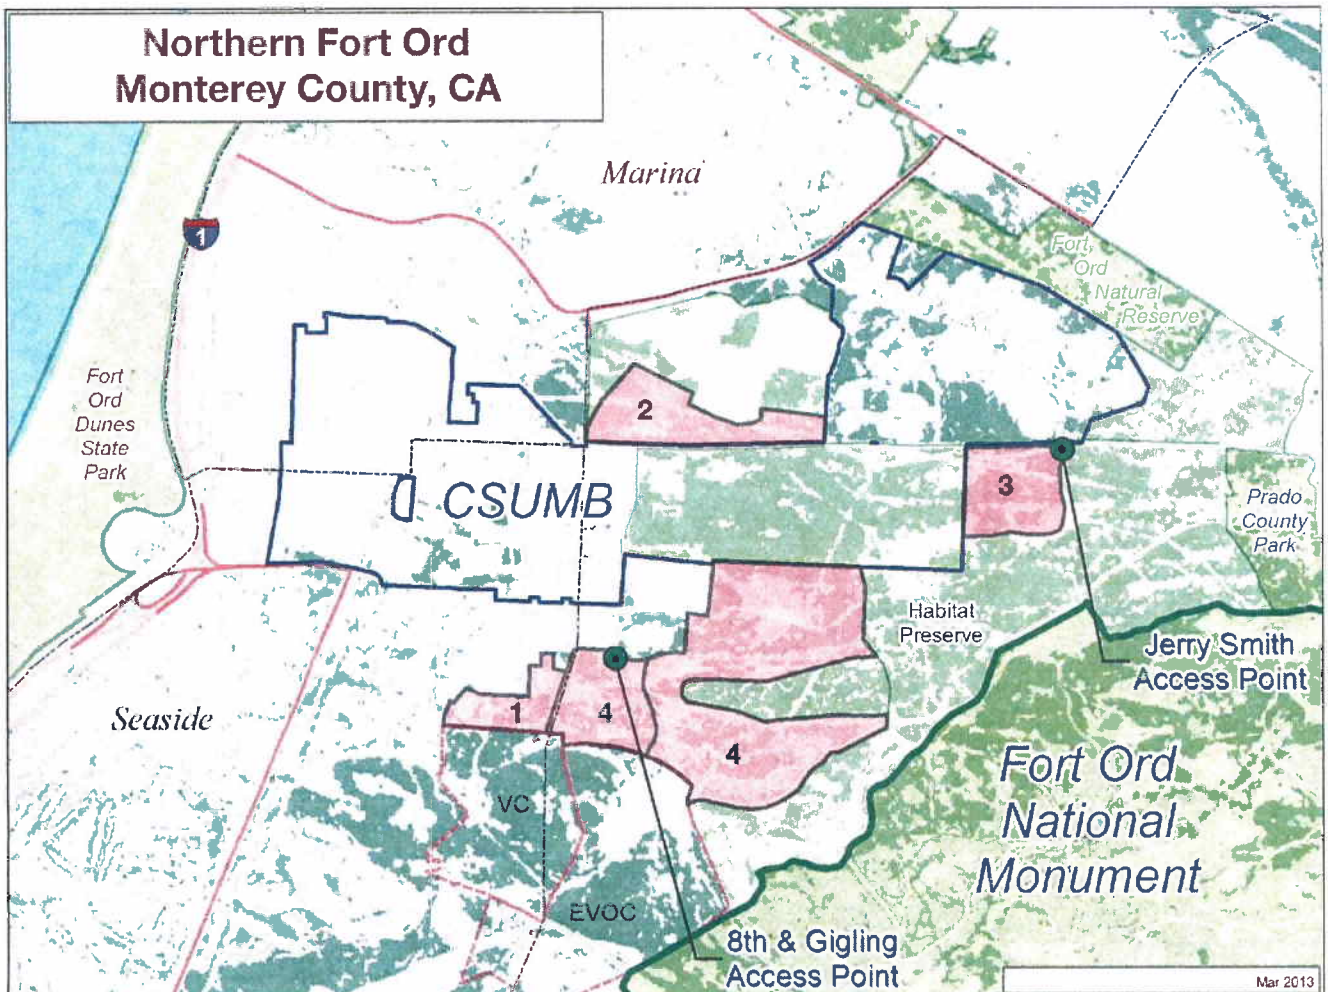 Northern Fort Ord
Monterey County, CA
Marina
1
Fort
Ord
Natural
Reserve
Fort
Ord
Dunes
State
Park
2
CSUMB
3
Prado
County
Park
Habitat
Preserve
Jerry Smith
Access Point
Seaside
1
4
4
Fort Ord
National
Monument
VC
EVOC
8th & Gigling
Access Point
Mar 2013